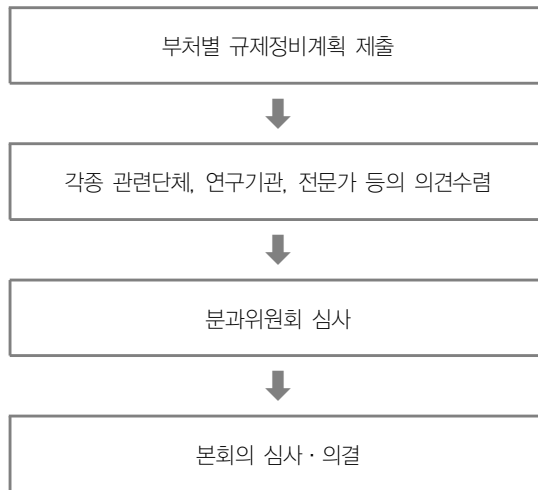 부처별 규제정비계획 제출
각종 관련단체, 연구기관, 전문가 등의 의견수렴
분과위원회 심사
본회의 심사 · 의결